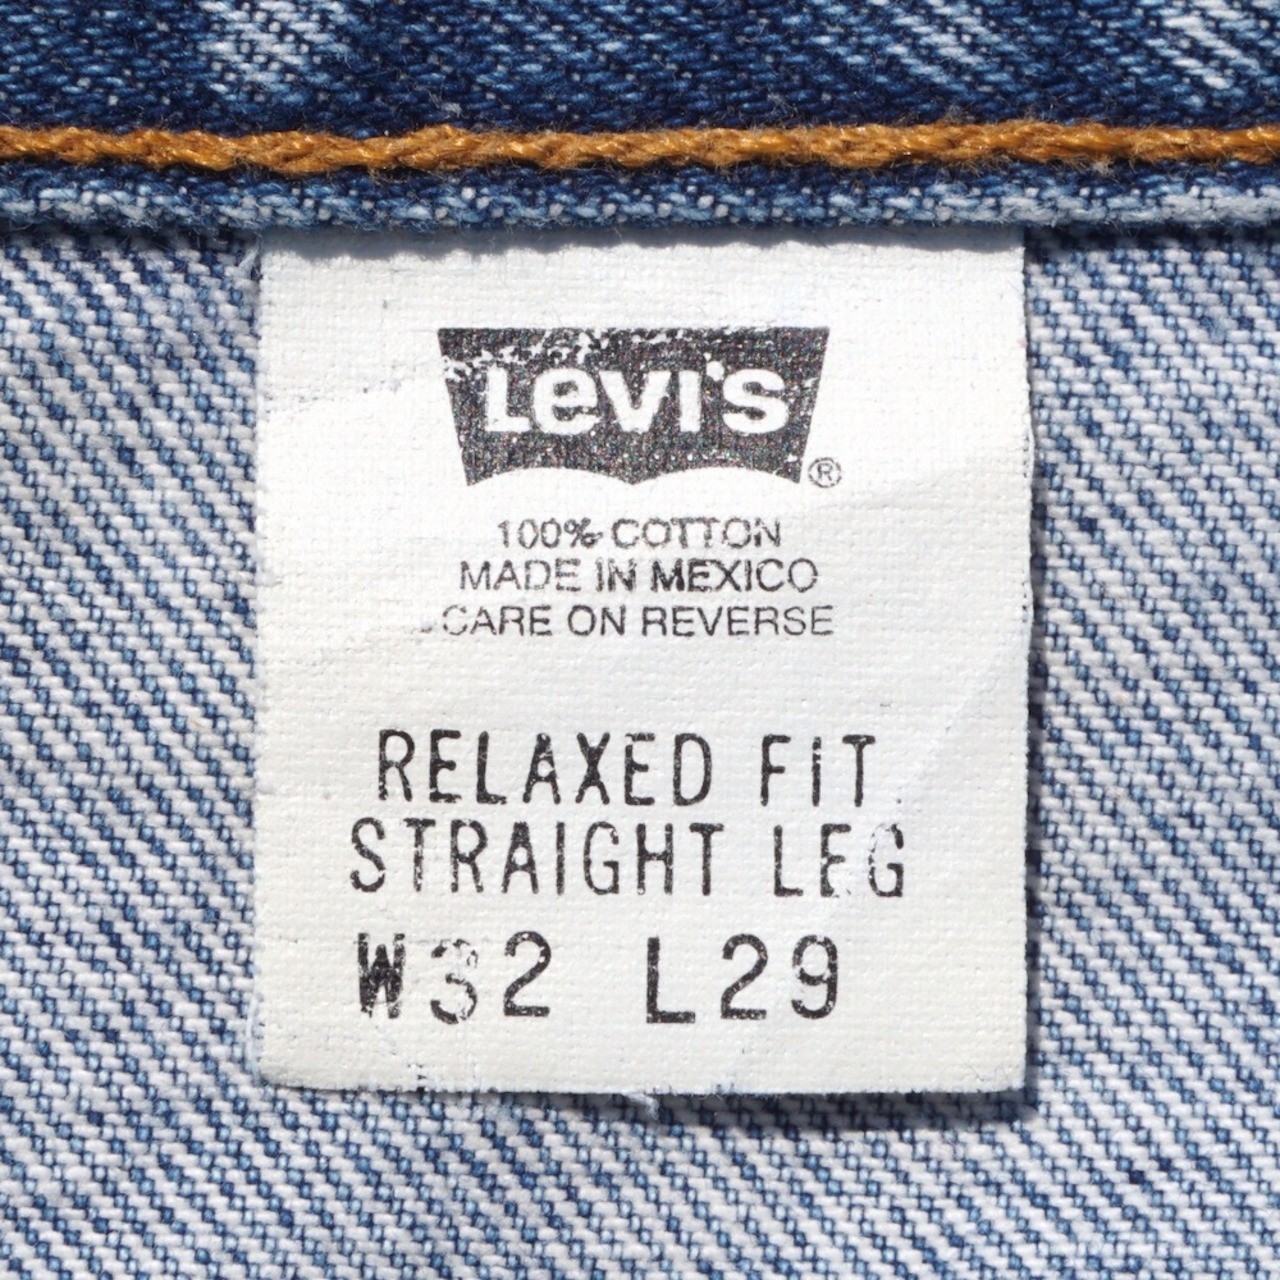 Levi's
®
100% COTTON
MADE IN MEXICO
CARE ON REVERSE
RELAXED FIT
STRAIGHT LEG
W32 L29